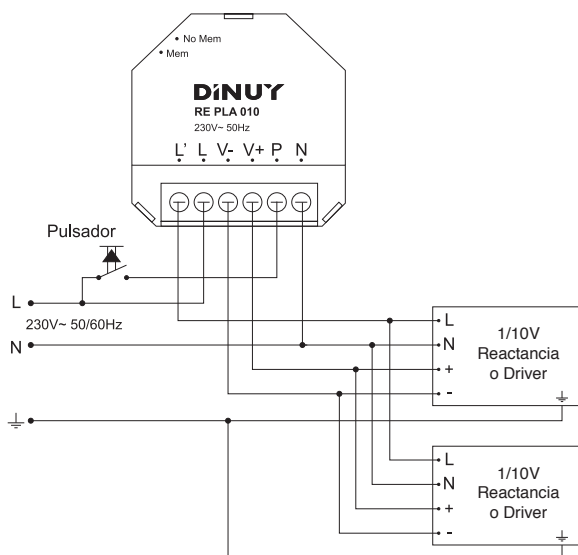 No Mem
Mem
DiNUY
RE PLA 010
230V~ 50Hz
L' L V- V+ P N
Pulsador
L
230V~ 50/60Hz
N
L
N
+
-
1/10V
Reactancia
o Driver
L
N
+
-
1/10V
Reactancia
o Driver